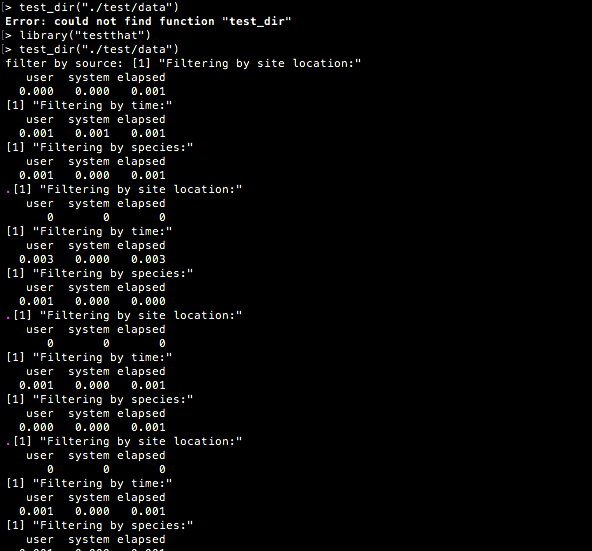 [> test_dir("./test/data")
Error: could not find function "test_dir"
[> library("testthat")
[> test_dir("./test/data")
filter by source: [1] "Filtering by site location:"
user system elapsed
0.000 0.000 0.001
[1] "Filtering by time:"
user system elapsed
0.001 0.001 0.001
[1] "Filtering by species:"
user system elapsed
0.001 0.000 0.001
.[1] "Filtering by site location:"
user system elapsed
0 0 0
[1] "Filtering by time:"
user system elapsed
0.003 0.000 0.003
[1] "Filtering by species:"
user system elapsed
0.001 0.000 0.000
.[1] "Filtering by site location:"
user system elapsed
0 0 0
[1] "Filtering by time:"
user system elapsed
0.001 0.000 0.001
[1] "Filtering by species:"
user system elapsed
0.000 0.000 0.001
.[1] "Filtering by site location:"
user system elapsed
0 0 0
[1] "Filtering by time:"
user system elapsed
0.001 0.000 0.001
[1] "Filtering by species:"
user system elapsed